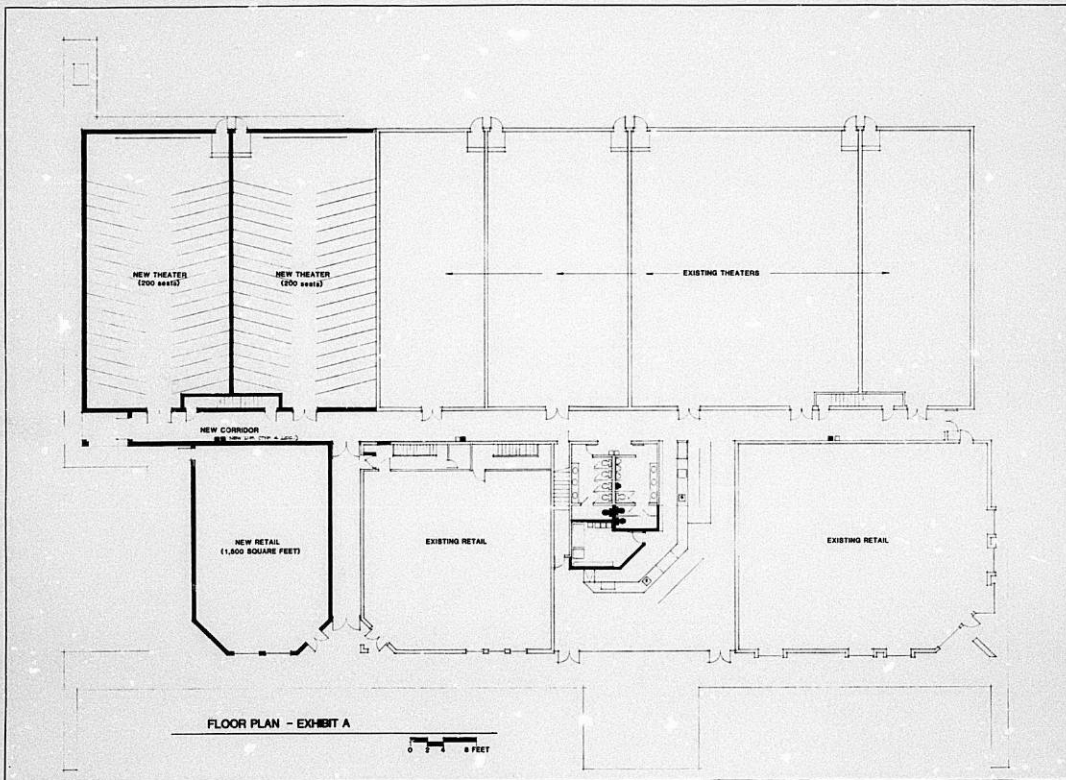 NEW THEATER
(200 seats)
NEW THEATER
(200 seats)
EXISTING THEATERS
NEW CORRIDOR
NEW RETAIL
(1,500 SQUARE FEET)
EXISTING RETAIL
EXISTING RETAIL
FLOOR PLAN - EXHIBIT A
0 2 4 8 FEET